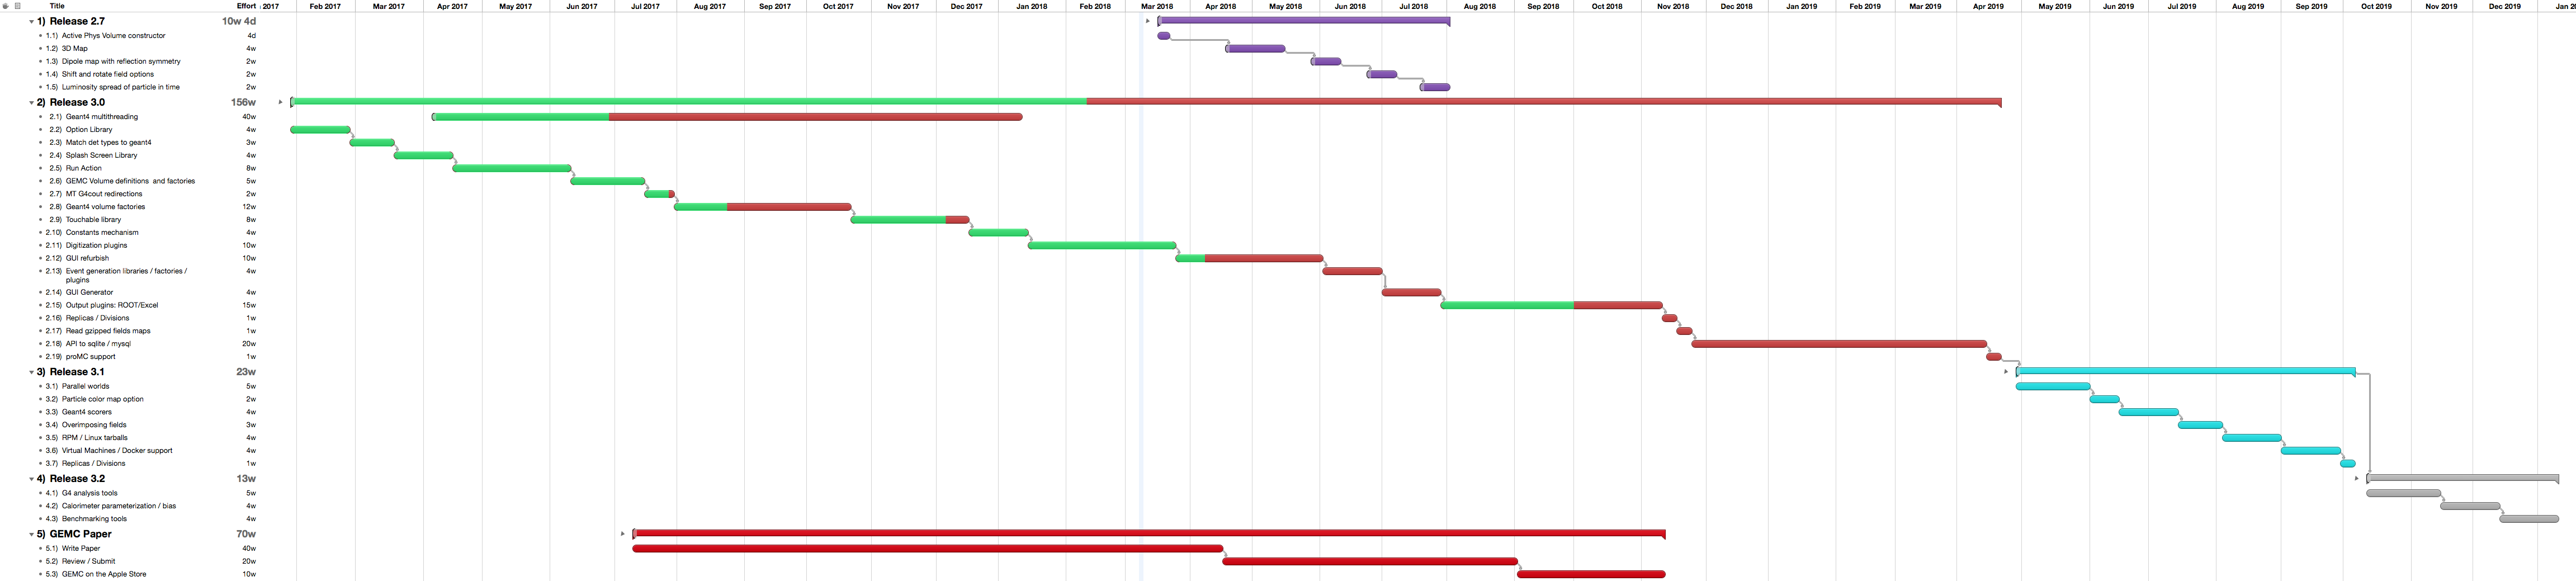 Title Effort : 2017 Feb 2017 Mar 2017 Apr 2017 May 2017 Jun 2017 Jul 2017 Aug 2017 Sep 2017 Oct 2017 Nov 2017 Dec 2017 Jan 2018 Feb 2018 Mar 2018 Apr 2018 May 2018 Jun 2018 Jul 2018 Aug 2018 Sep 2018 Oct 2018 Nov 2018 Dec 2018 Jan 2019 Feb 2019 Mar 2019 Apr 2019 May 2019 Jun 2019 Jul 2019 Aug 2019 Sep 2019 Oct 2019 Nov 2019 Dec 2019 Jan 20
1) Release 2.7 10w 4d
1.1) Active Phys Volume constructor 4d
1.2) 3D Map 4w
1.3) Dipole map with reflection symmetry 2w
1.4) Shift and rotate field options 2w
1.5) Luminosity spread of particle in time 2w
2) Release 3.0 156w
2.1) Geant4 multithreading 40w
2.2) Option Library 4w
2.3) Match det types to geant4 3w
2.4) Splash Screen Library 4w
2.5) Run Action 8w
2.6) GEMC Volume definitions and factories 5w
2.7) MT G4cout redirections 2w
2.8) Geant4 volume factories 12w
2.9) Touchable library 8w
2.10) Constants mechanism 4w
2.11) Digitization plugins 10w
2.12) GUI refurbish 10w
2.13) Event generation libraries / factories / 4w
plugins
2.14) GUI Generator 4w
2.15) Output plugins: ROOT/Excel 15w
2.16) Replicas / Divisions 1w
2.17) Read gzipped fields maps 1w
2.18) API to sqlite / mysql 20w
2.19) proMC support 1w
3) Release 3.1 23w
3.1) Parallel worlds 5w
3.2) Particle color map option 2w
3.3) Geant4 scorers 4w
3.4) Overimposing fields 3w
3.5) RPM / Linux tarballs 4w
3.6) Virtual Machines / Docker support 4w
3.7) Replicas / Divisions 1w
4) Release 3.2 13w
4.1) G4 analysis tools 5w
4.2) Calorimeter parameterization / bias 4w
4.3) Benchmarking tools 4w
5) GEMC Paper 70w
5.1) Write Paper 40w
5.2) Review / Submit 20w
5.3) GEMC on the Apple Store 10w